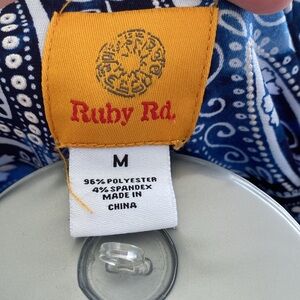 Ruby Rd.
M
96% POLYESTER
4% SPANDEX
MADE IN
CHINA